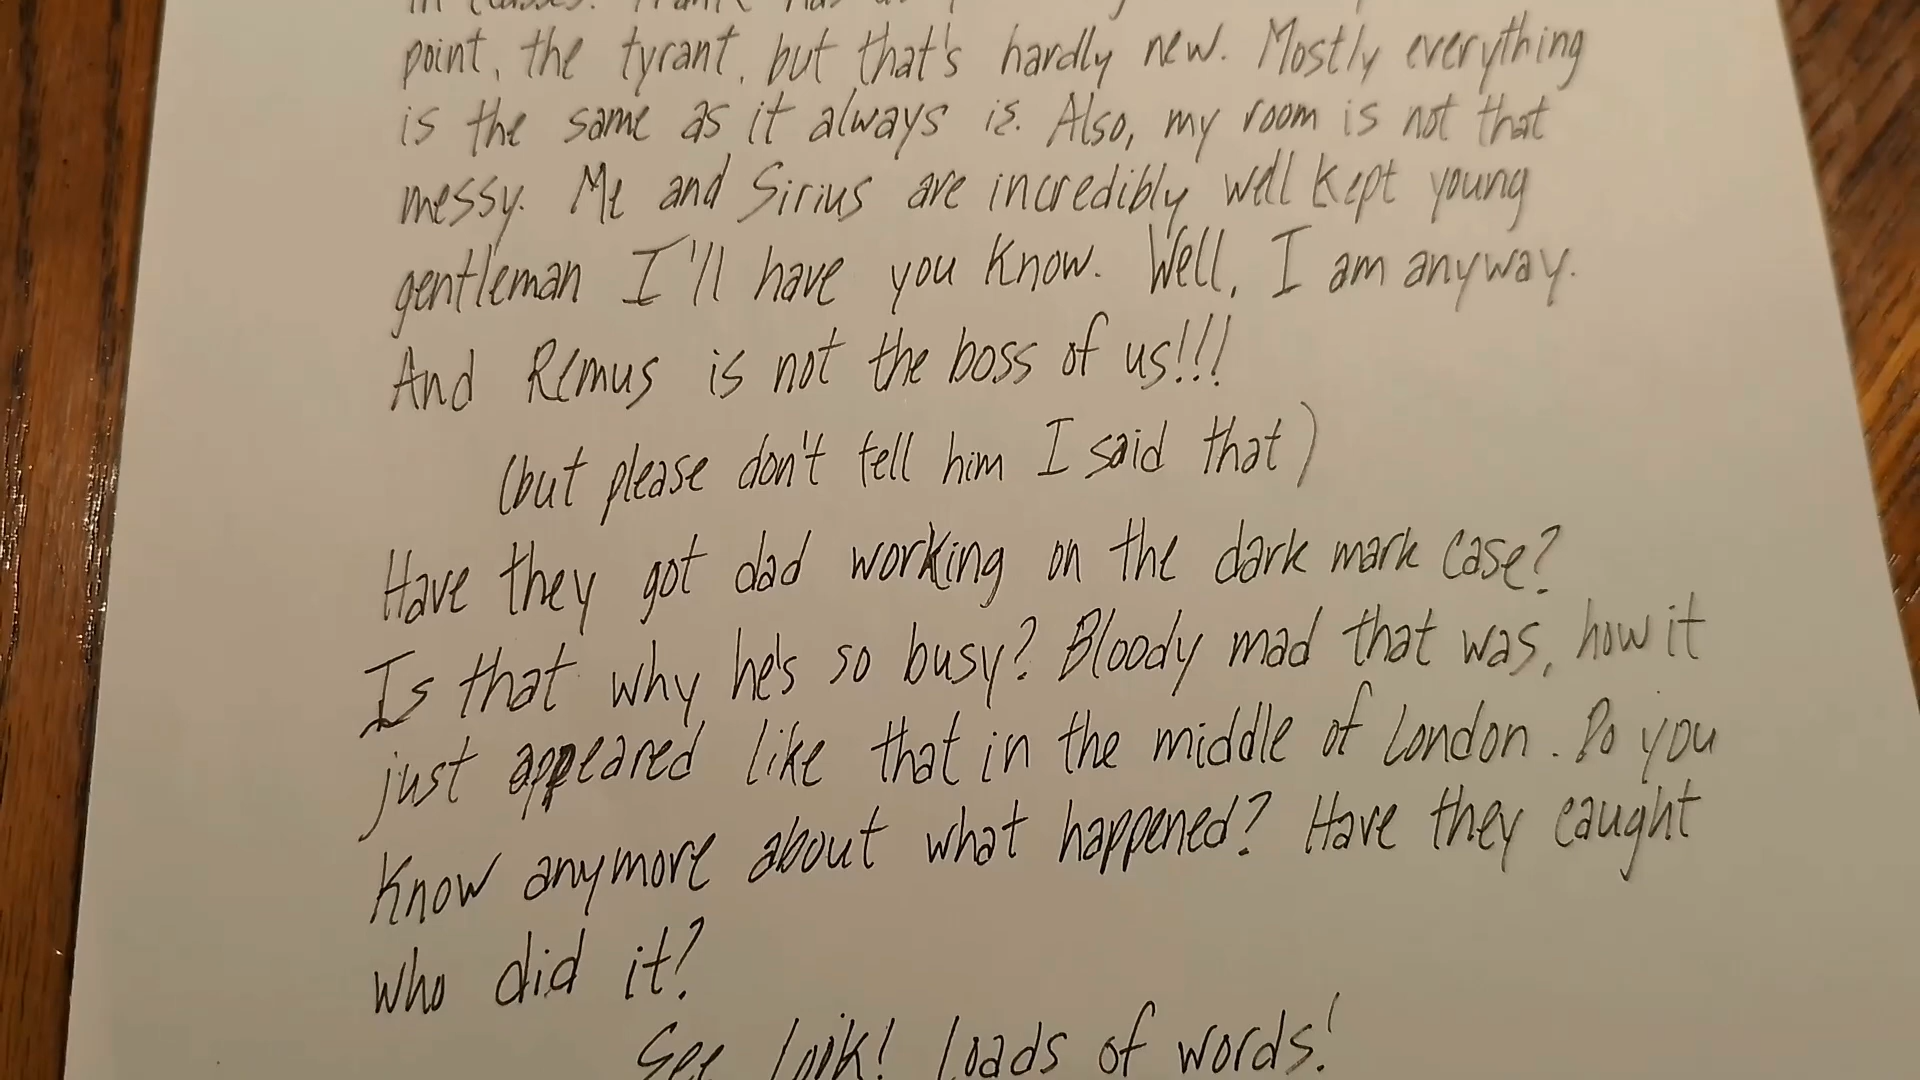 point, the tyrant, but that's hardly new. Mostly everything
is the same as it always is. Also, my room is not that
messy. Me and Sirius are incredibly well kept young
gentleman I'll have you know. Well, I am anyway.
And Remus is not the boss of us!!!
(but please don't tell him I said that)
Have they got dad working on the dark mark case?
Is that why he's so busy? Bloody mad that was, how it
just appeared like that in the middle of London. Do you
know anymore about what happened? Have they caught
who did it?
See look! Loads of words!